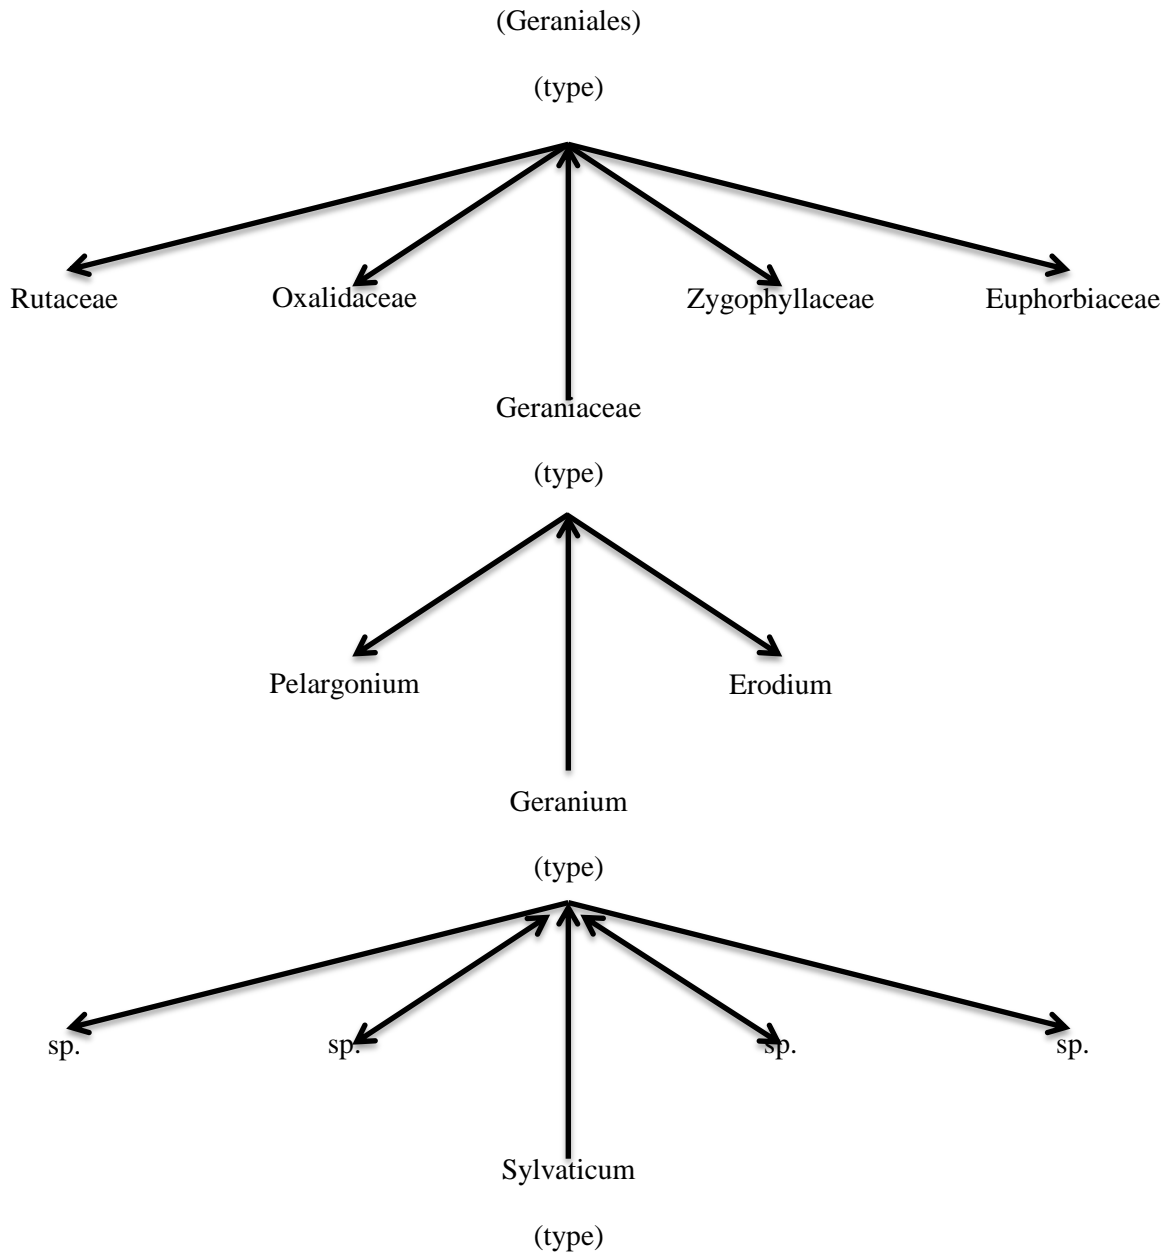 (Geraniales)
(type)
Rutaceae
Oxalidaceae
Zygophyllaceae
Euphorbiaceae
Geraniaceae
(type)
Pelargonium
Erodium
Geranium
(type)
sp.
sp.
sp.
sp.
Sylvaticum
(type)